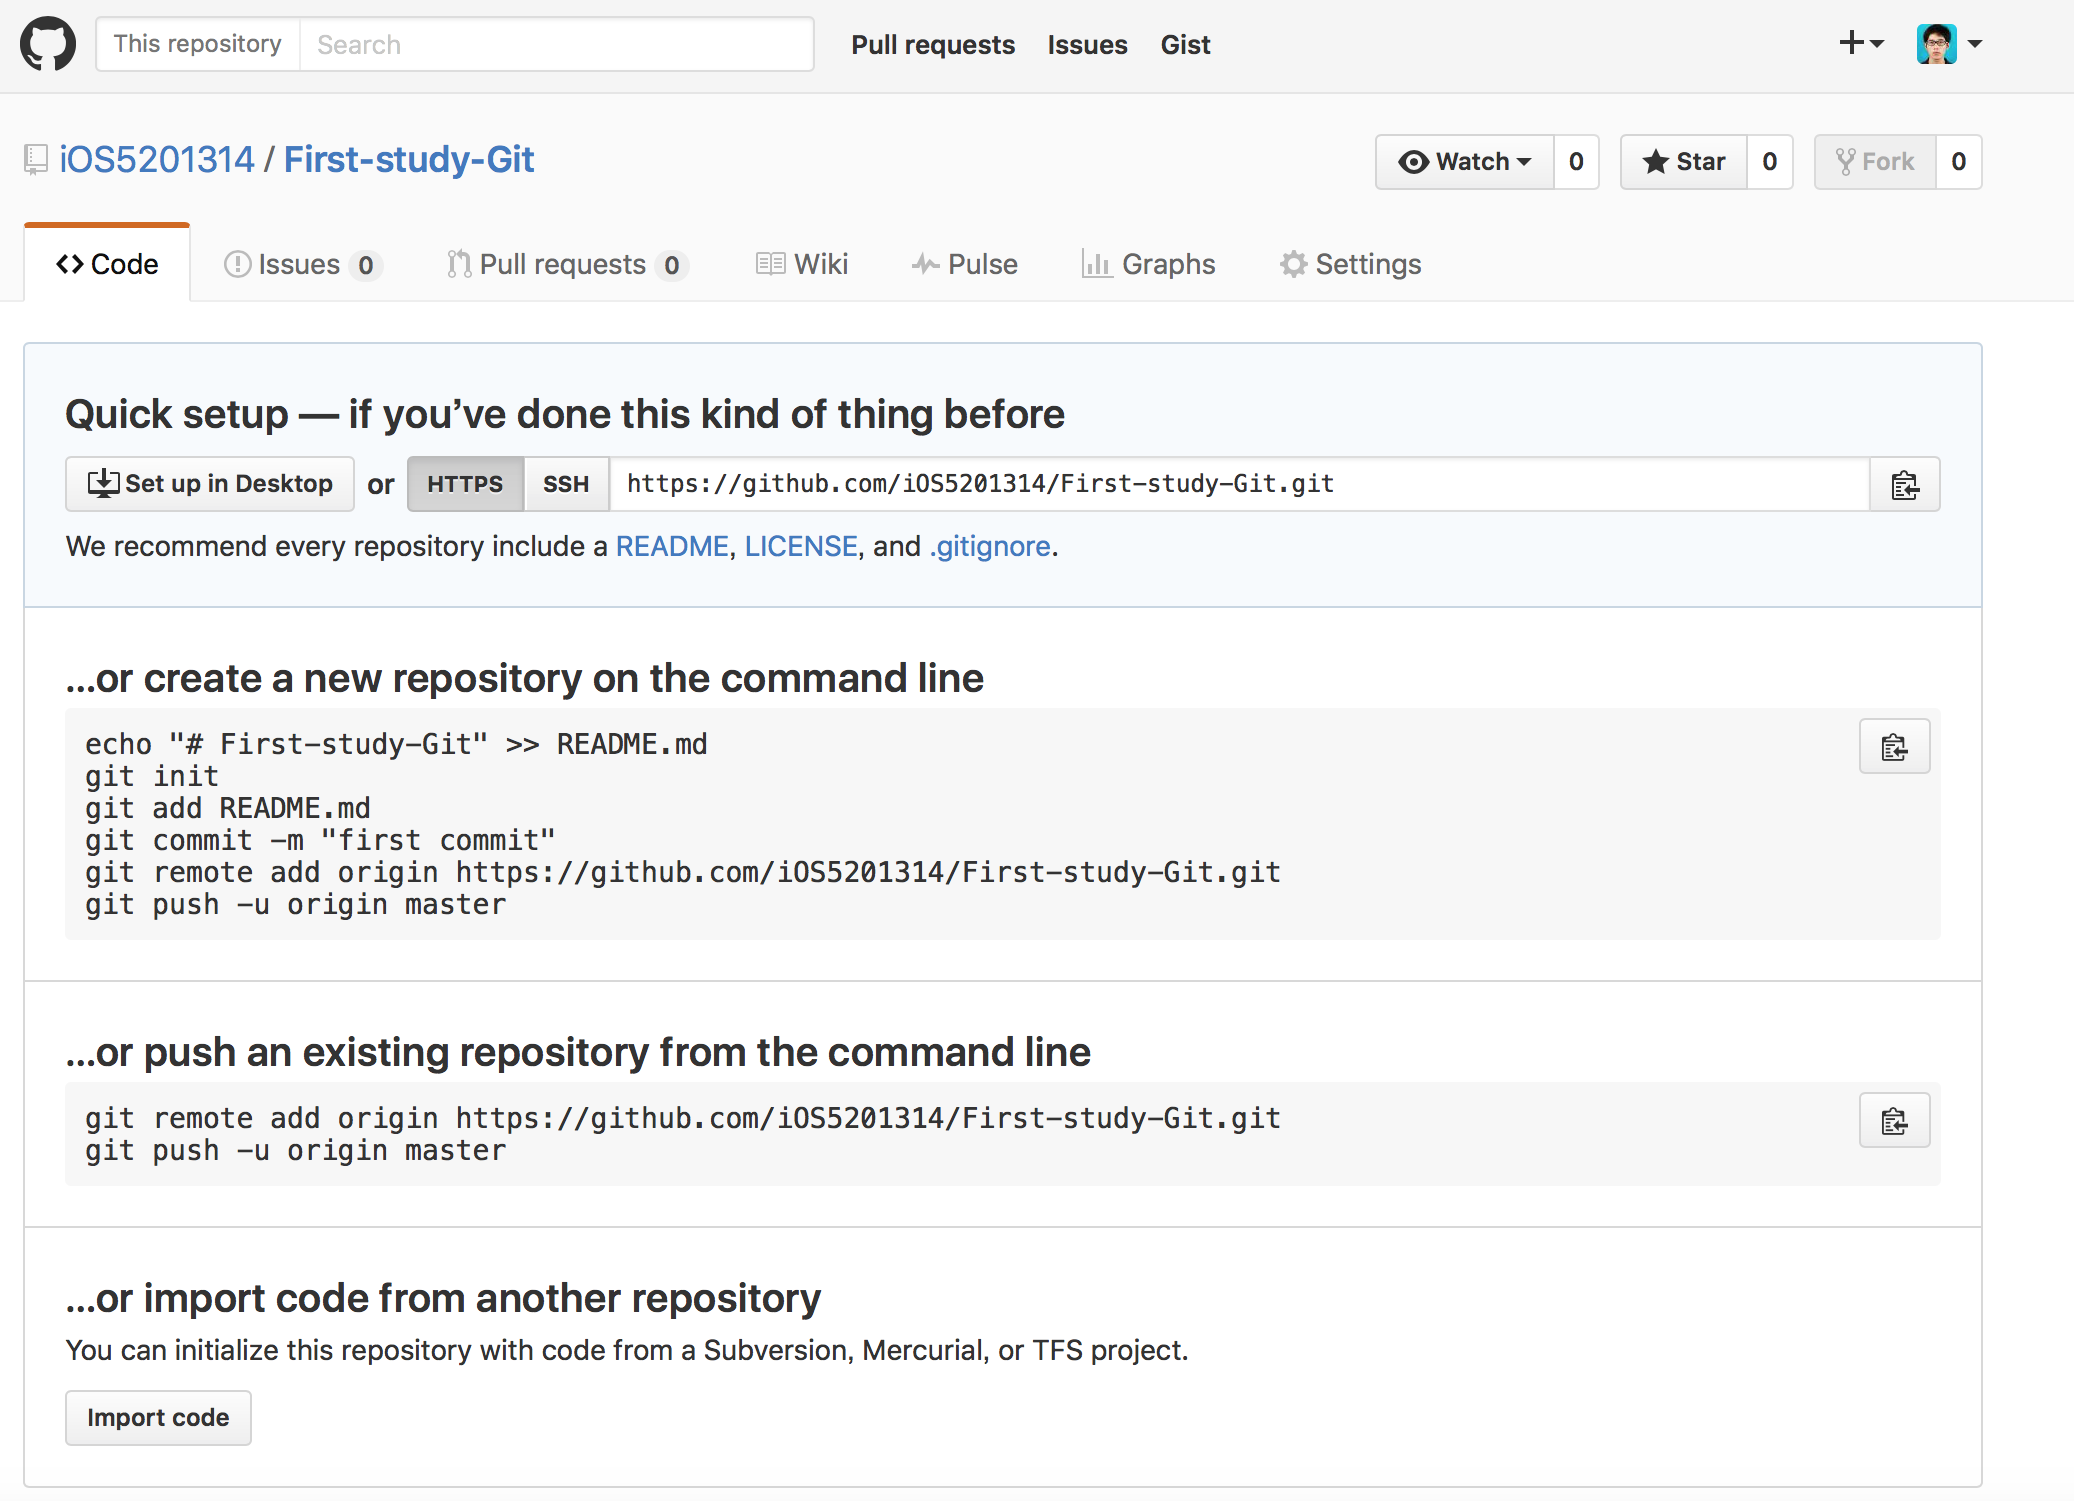 This repository Search Pull requests Issues Gist
iOS5201314 / First-study-Git Watch 0 Star 0 Fork 0
Code Issues 0 Pull requests 0 Wiki Pulse Graphs Settings
Quick setup — if you’ve done this kind of thing before
Set up in Desktop or HTTPS SSH https://github.com/iOS5201314/First-study-Git.git
We recommend every repository include a README, LICENSE, and .gitignore.
…or create a new repository on the command line
echo "# First-study-Git" >> README.md
git init
git add README.md
git commit -m "first commit"
git remote add origin https://github.com/iOS5201314/First-study-Git.git
git push -u origin master
…or push an existing repository from the command line
git remote add origin https://github.com/iOS5201314/First-study-Git.git
git push -u origin master
…or import code from another repository
You can initialize this repository with code from a Subversion, Mercurial, or TFS project.
Import code